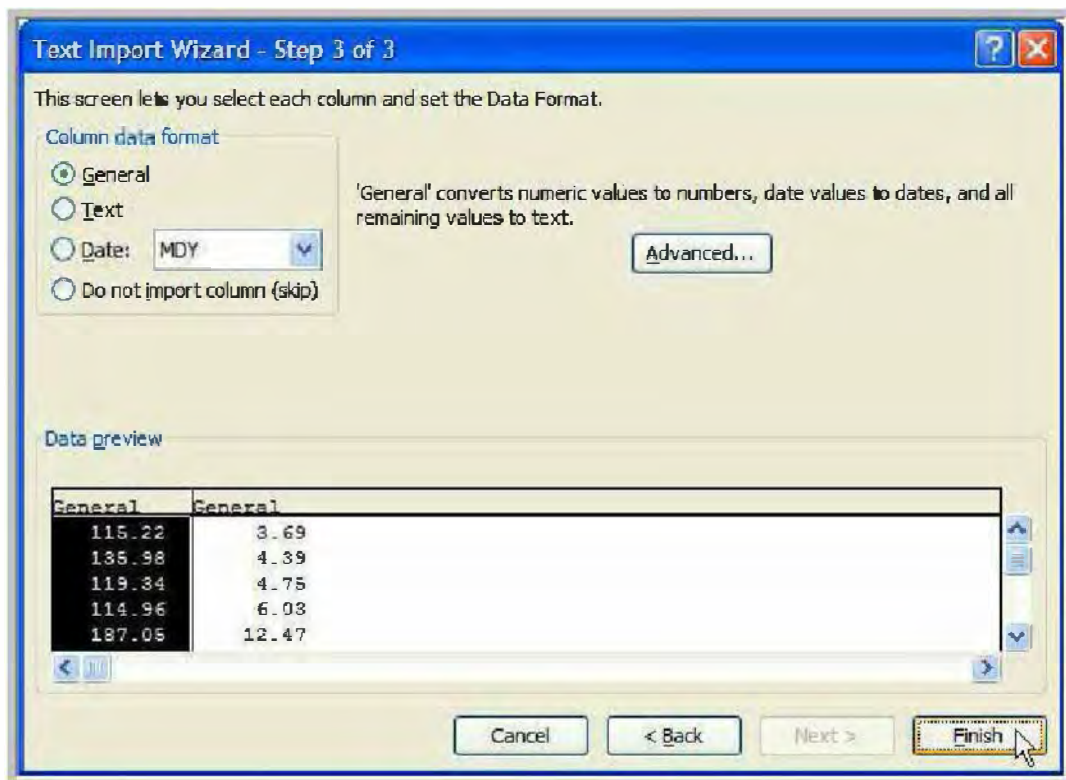 Text Import Wizard - Step 3 of 3
This screen lets you select each column and set the Data Format.
Column data format
General
Text
Date: MDY
Do not import column (skip)
'General' converts numeric values to numbers, date values to dates, and all
remaining values to text.
Advanced...
Data preview
General General
115.22 3.69
135.98 4.39
119.34 4.75
114.96 6.03
187.05 12.47
Cancel < Back Next > Finish